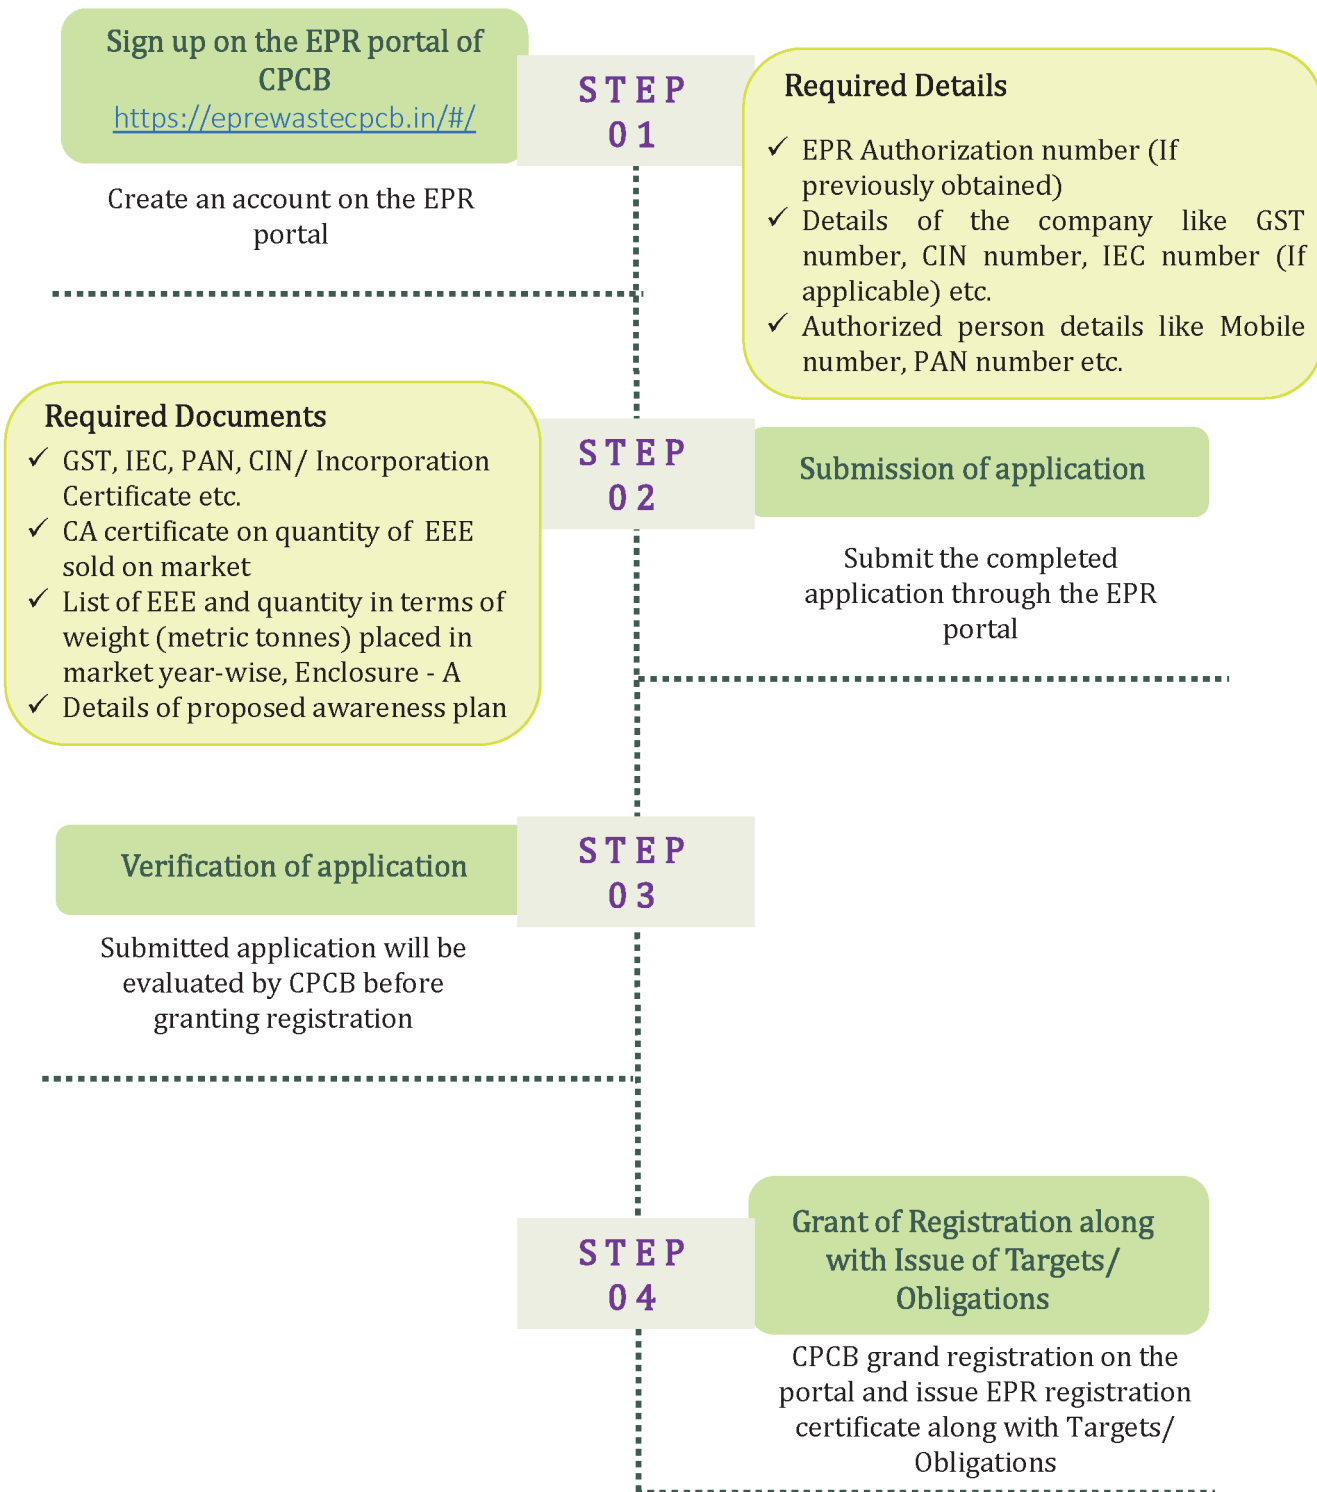 Sign up on the EPR portal of
CPCB
https://eprewastecpcb.in/#/
STEP
01
Create an account on the EPR
portal
Required Details
✓ EPR Authorization number (If
previously obtained)
✓ Details of the company like GST
number, CIN number, IEC number (If
applicable) etc.
✓ Authorized person details like Mobile
number, PAN number etc.
Required Documents
✓ GST, IEC, PAN, CIN/ Incorporation
Certificate etc.
✓ CA certificate on quantity of EEE
sold on market
✓ List of EEE and quantity in terms of
weight (metric tonnes) placed in
market year-wise, Enclosure - A
✓ Details of proposed awareness plan
STEP
02
Submission of application
Submit the completed
application through the EPR
portal
Verification of application
STEP
03
Submitted application will be
evaluated by CPCB before
granting registration
STEP
04
Grant of Registration along
with Issue of Targets/
Obligations
CPCB grand registration on the
portal and issue EPR registration
certificate along with Targets/
Obligations